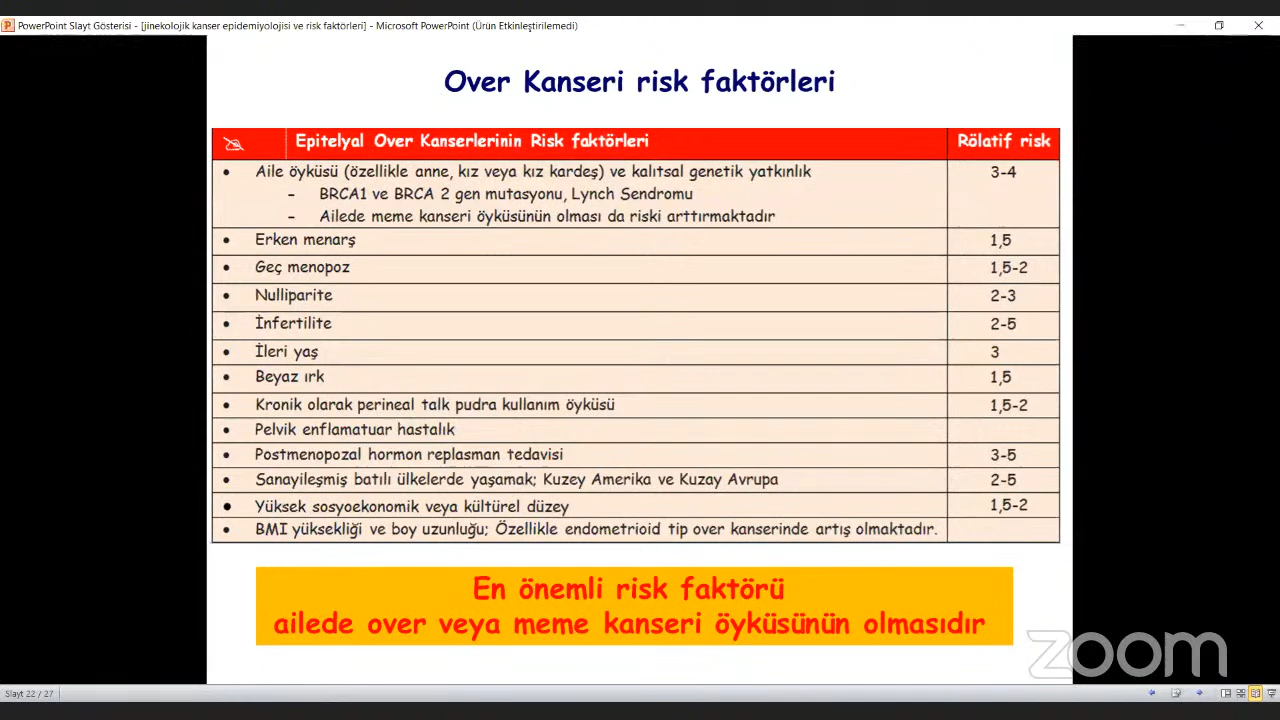 PowerPoint Slayt Gösterisi - [jinekolojik kanser epidemiyolojisi ve risk faktörleri] - Microsoft PowerPoint (Ürün Etkinleştirilemedi)
Over Kanseri risk faktörleri
Epitelyal Over Kanserlerinin Risk faktörleri Rölatif risk
• Aile öyküsü (özellikle anne, kız veya kız kardeş) ve kalıtsal genetik yatkınlık 3-4
- BRCA1 ve BRCA 2 gen mutasyonu, Lynch Sendromu
- Ailede meme kanseri öyküsünün olması da riski arttırmaktadır
• Erken menarş 1,5
• Geç menopoz 1,5-2
• Nulliparite 2-3
• İnfertilite 2-5
• İleri yaş 3
• Beyaz ırk 1,5
• Kronik olarak perineal talk pudra kullanım öyküsü 1,5-2
• Pelvik enflamatuar hastalık
• Postmenopozal hormon replasman tedavisi 3-5
• Sanayileşmiş batılı ülkelerde yaşamak; Kuzey Amerika ve Kuzay Avrupa 2-5
• Yüksek sosyoekonomik veya kültürel düzey 1,5-2
• BMI yüksekliği ve boy uzunluğu; Özellikle endometrioid tip over kanserinde artış olmaktadır.
En önemli risk faktörü
ailede over veya meme kanseri öyküsünün olmasıdır
zoom
Slayt 22 / 27